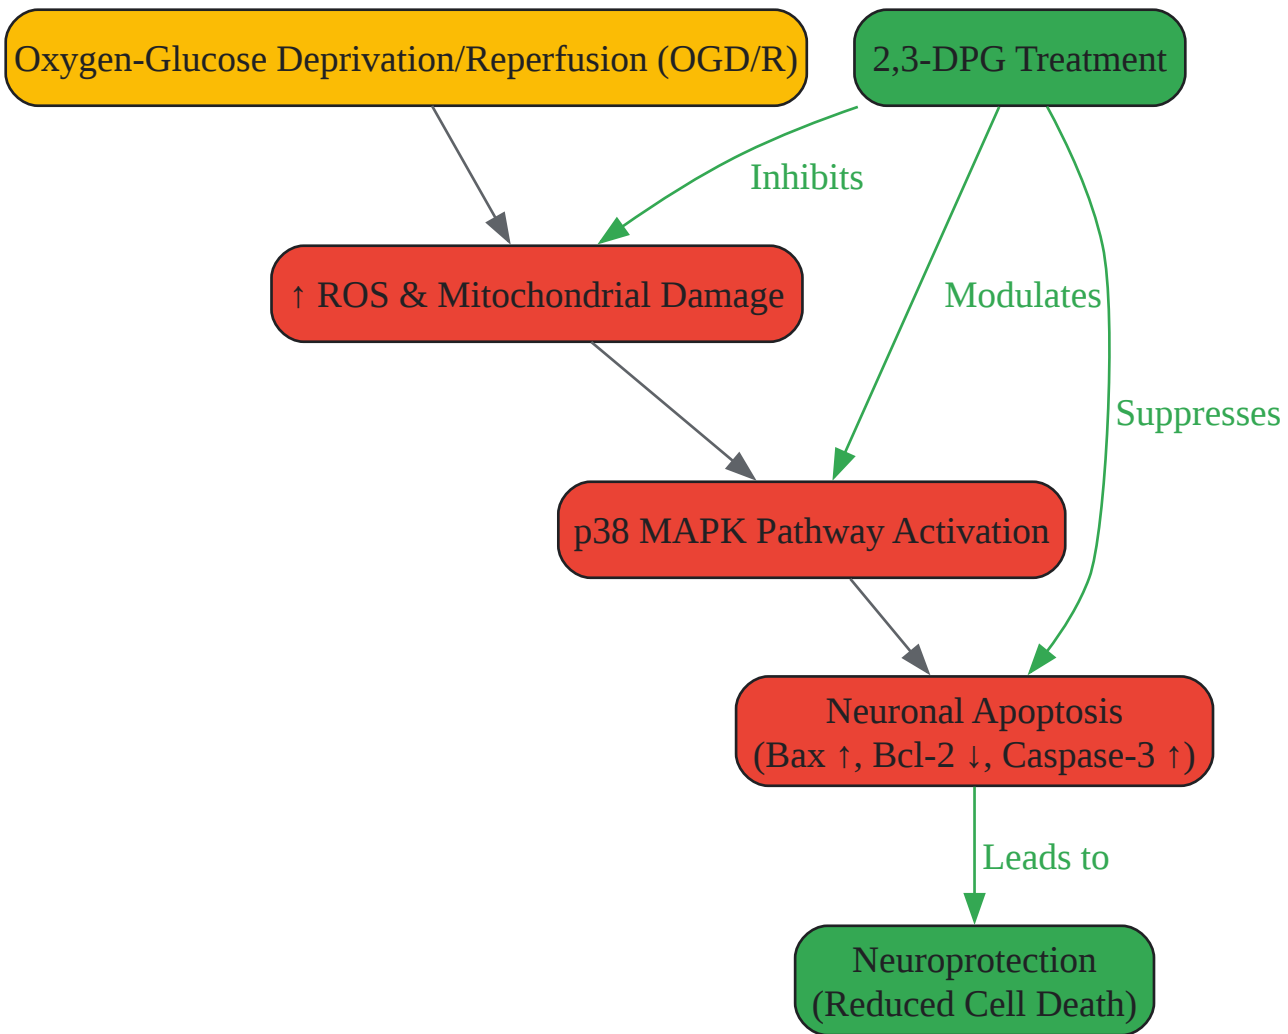 Oxygen-Glucose Deprivation/Reperfusion (OGD/R)
2,3-DPG Treatment
Inhibits
↑ ROS & Mitochondrial Damage
Modulates
Suppresses
p38 MAPK Pathway Activation
Neuronal Apoptosis
(Bax ↑, Bcl-2 ↓, Caspase-3 ↑)
Leads to
Neuroprotection
(Reduced Cell Death)